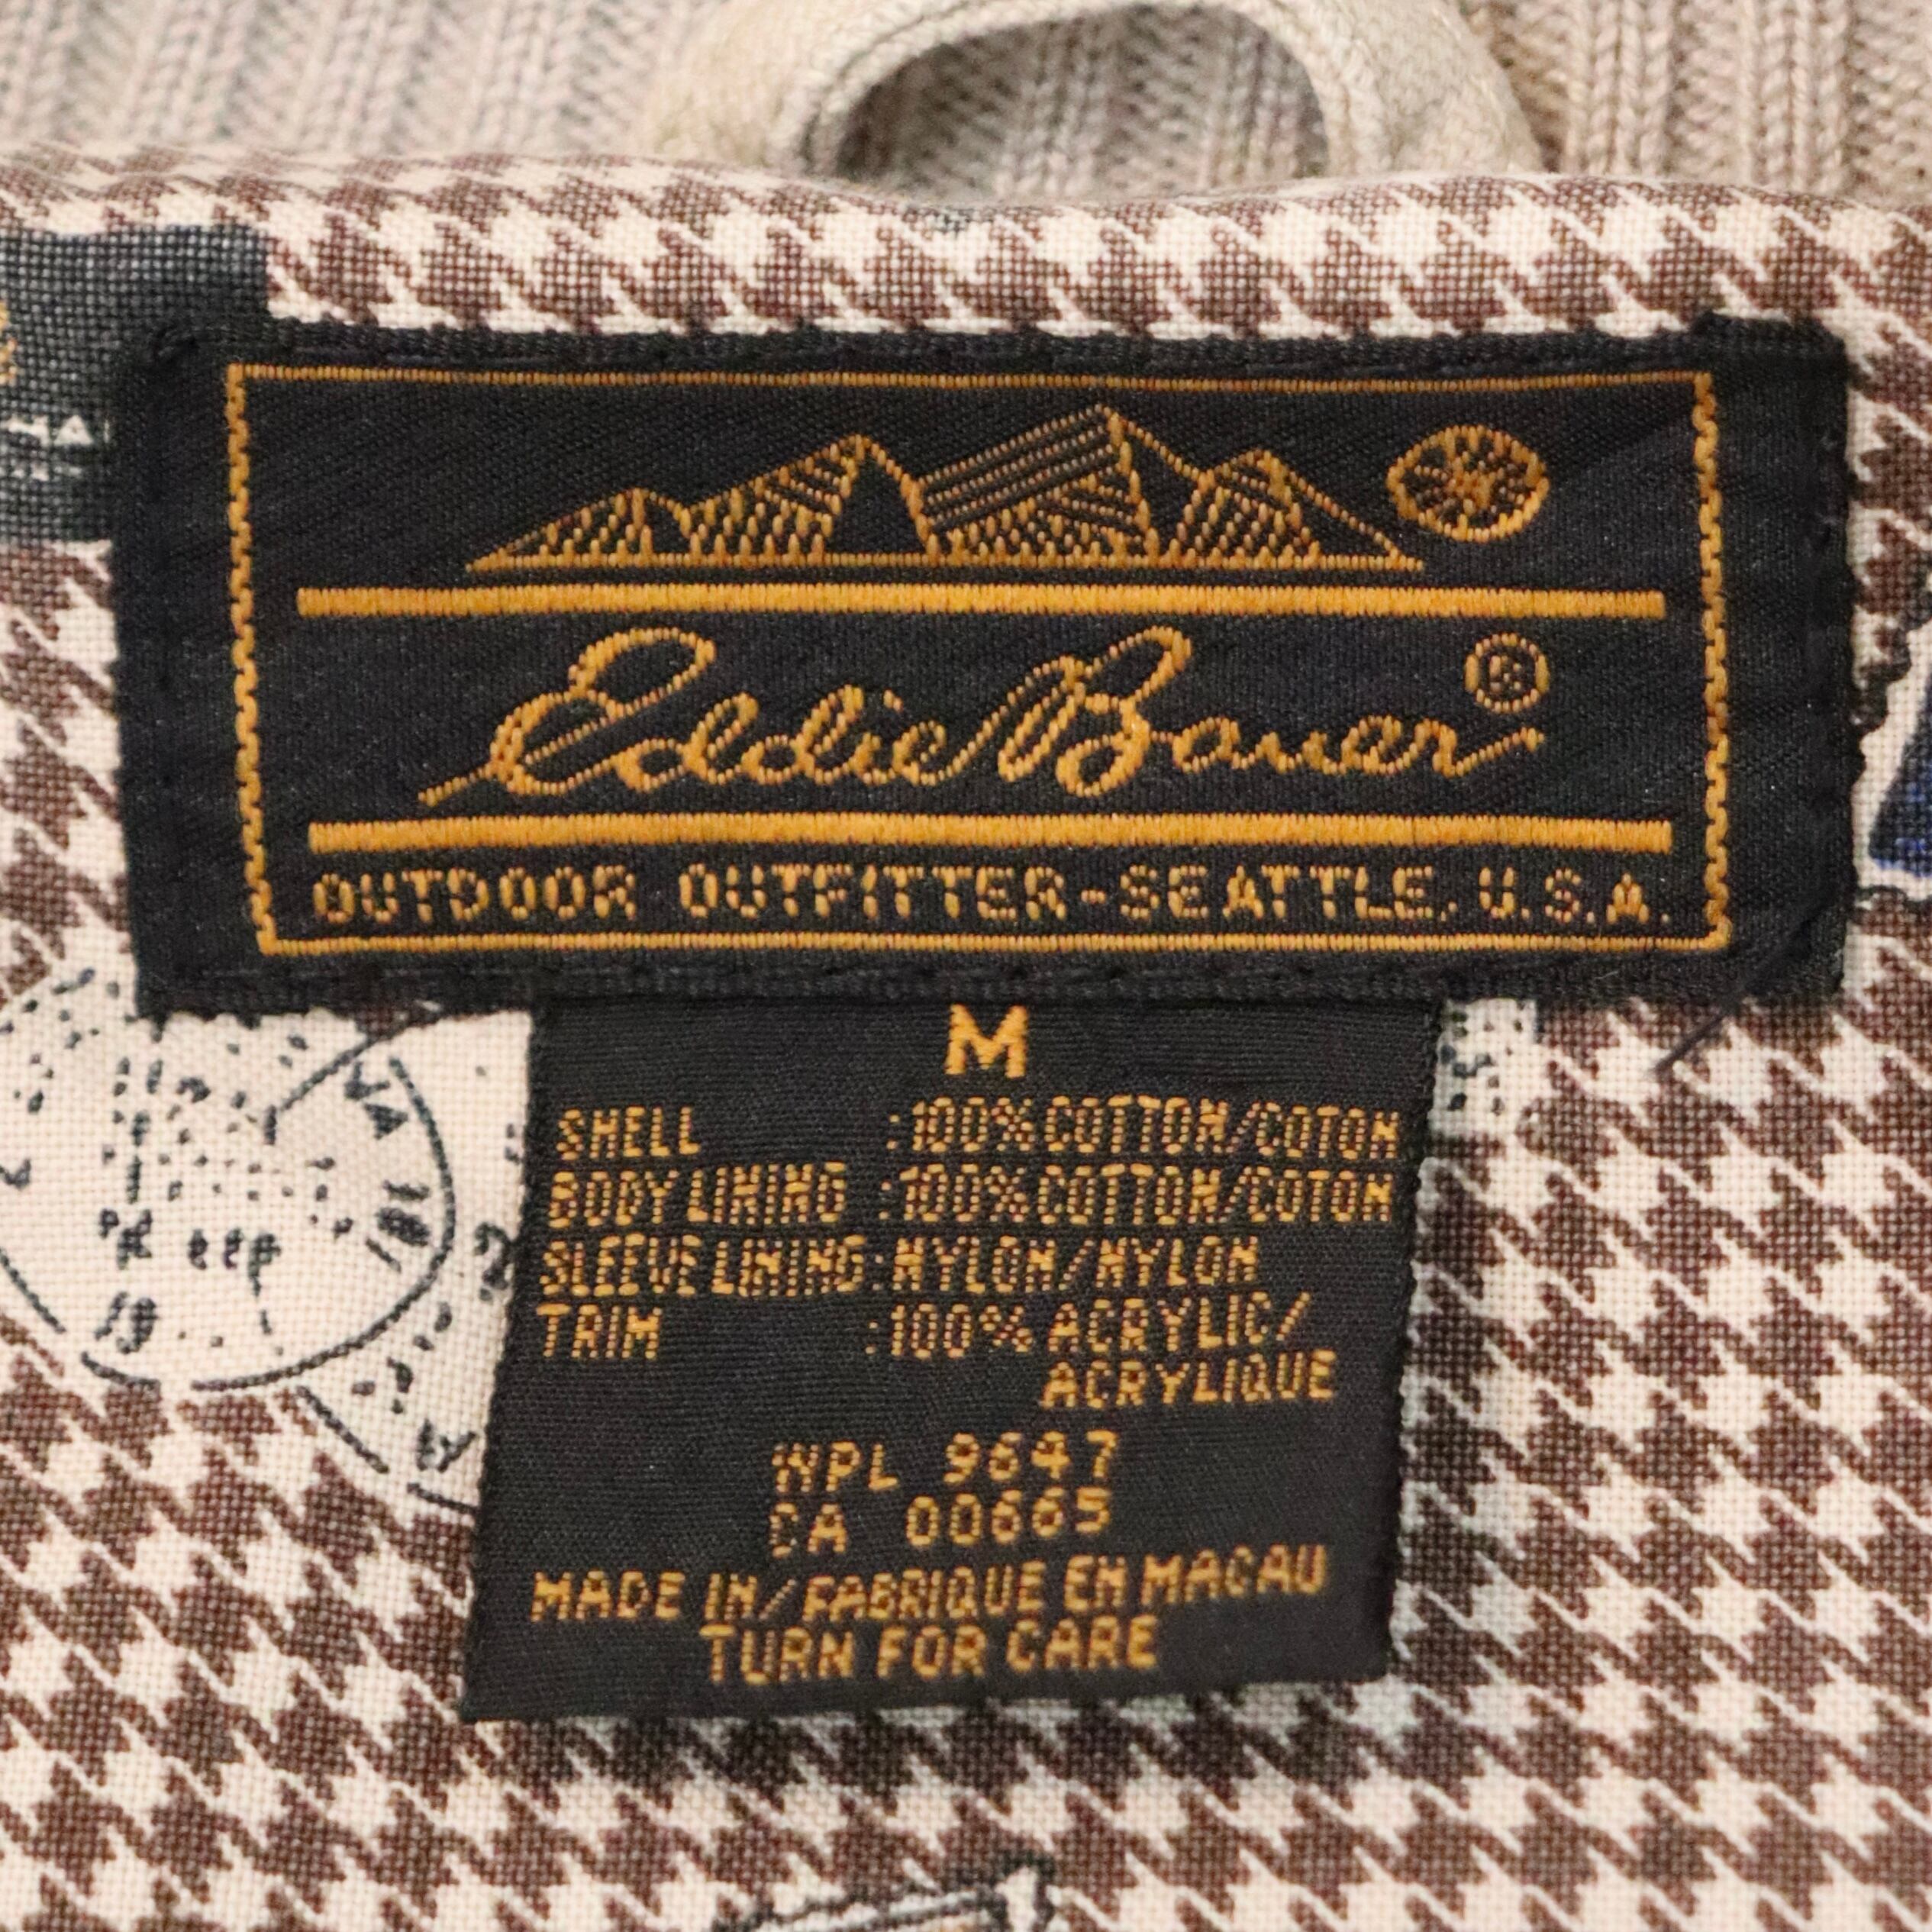 Eddie Bauer®
OUTDOOR OUTFITTER-SEATTLE, U.S.A.
M
SHELL :100% COTTON/COTON
BODY LINING :100% COTTON/COTON
SLEEVE LINING :NYLON/NYLON
TRIM :100% ACRYLIC/
ACRYLIQUE
WPL 9647
CA 00665
MADE IN/FABRIQUE EN MACAU
TURN FOR CARE